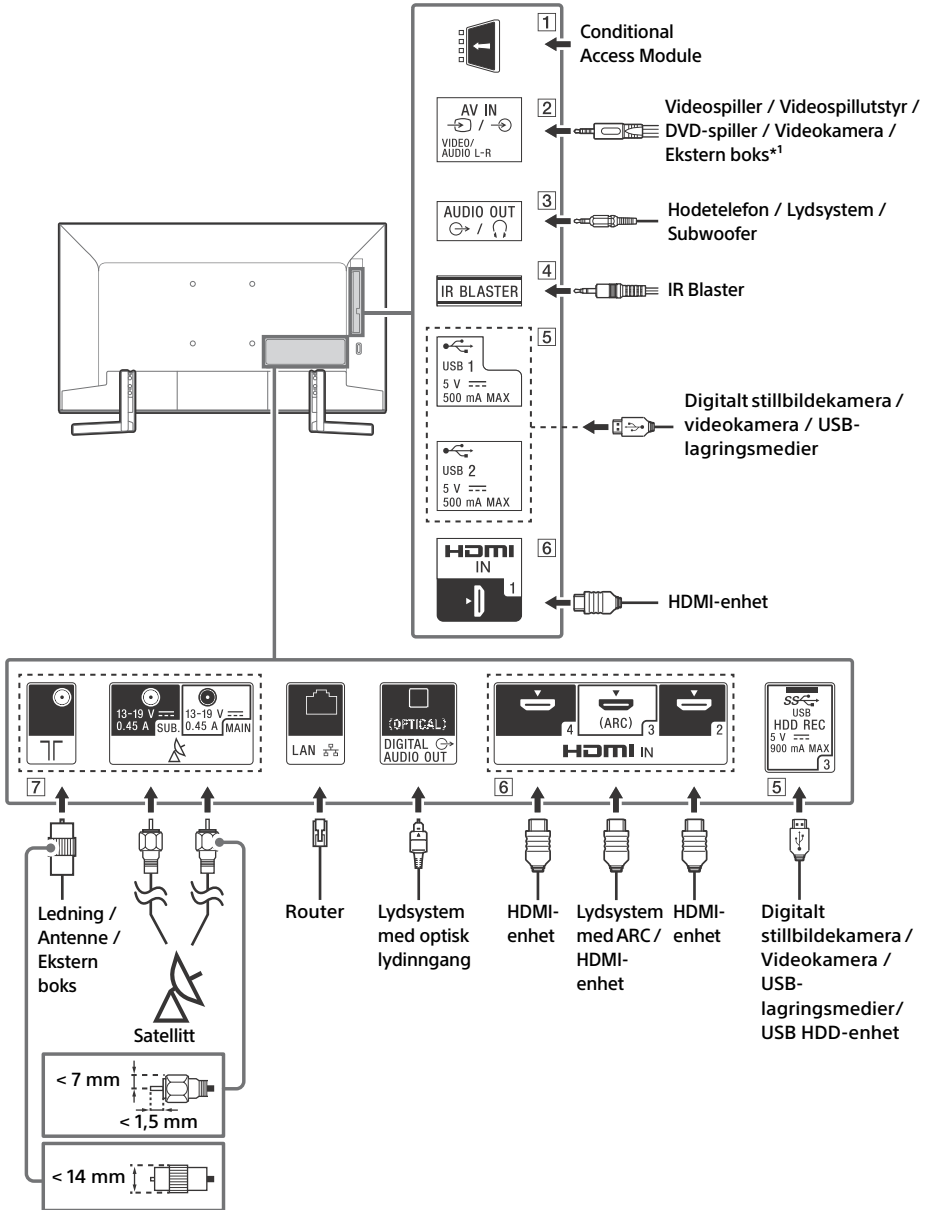 1
Conditional
Access Module
AV IN
/
VIDEO/
AUDIO L-R
2
Videospiller / Videospillutstyr /
DVD-spiller / Videokamera /
Ekstern boks*1
AUDIO OUT
/
3
Hodetelefon / Lydsystem /
Subwoofer
4
IR BLASTER
IR Blaster
5
USB 1
5 V
500 mA MAX
USB 2
5 V
500 mA MAX
Digitalt stillbildekamera /
videokamera / USB-
lagringsmedier
6
HDMI
IN
1
HDMI-enhet
13-19 V
0.45 A SUB.
13-19 V
0.45 A MAIN
LAN
(OPTICAL)
DIGITAL
AUDIO OUT
4
(ARC) 3
2
HDMI IN
SS
USB
HDD REC
5 V
900 mA MAX
3
7
6
5
Ledning /
Antenne /
Ekstern
boks
Satellitt
Router
Lydsystem
med optisk
lydinngang
HDMI-
enhet
Lydsystem
med ARC /
HDMI-
enhet
HDMI-
enhet
Digitalt
stillbildekamera /
Videokamera /
USB-
lagringsmedier/
USB HDD-enhet
< 7 mm
< 1,5 mm
< 14 mm